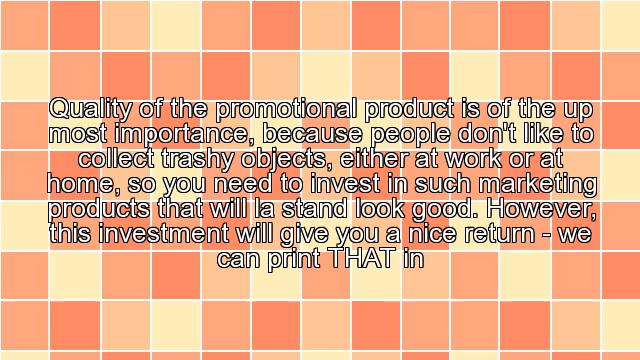 Quality of the promotional product is of the up
most importance, because people don't like to
collect trashy objects, either at work or at
home, so you need to invest in such marketing
products that will la stand look good. However,
this investment will give you a nice return - we
can print THAT in